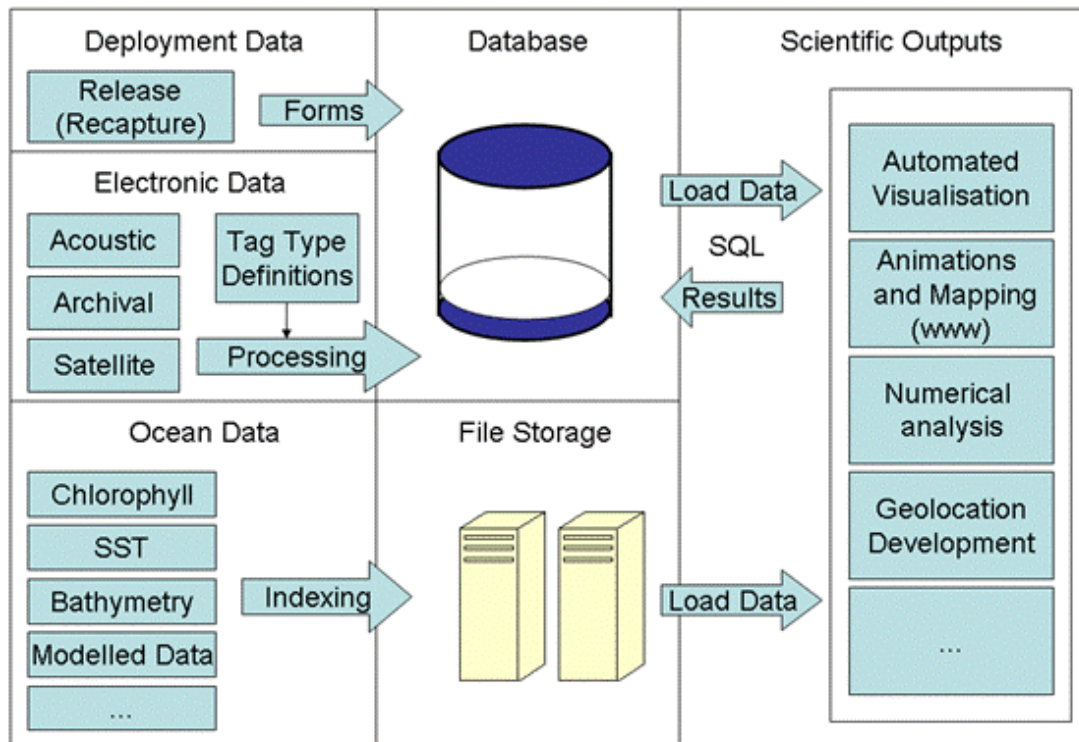 Deployment Data
Release
(Recapture)
Forms
Electronic Data
Acoustic
Archival
Satellite
Tag Type
Definitions
Processing
Ocean Data
Chlorophyll
SST
Bathymetry
Modelled Data
...
Indexing
Database
File Storage
Load Data
SQL
Results
Load Data
Scientific Outputs
Automated
Visualisation
Animations
and Mapping
(www)
Numerical
analysis
Geolocation
Development
...